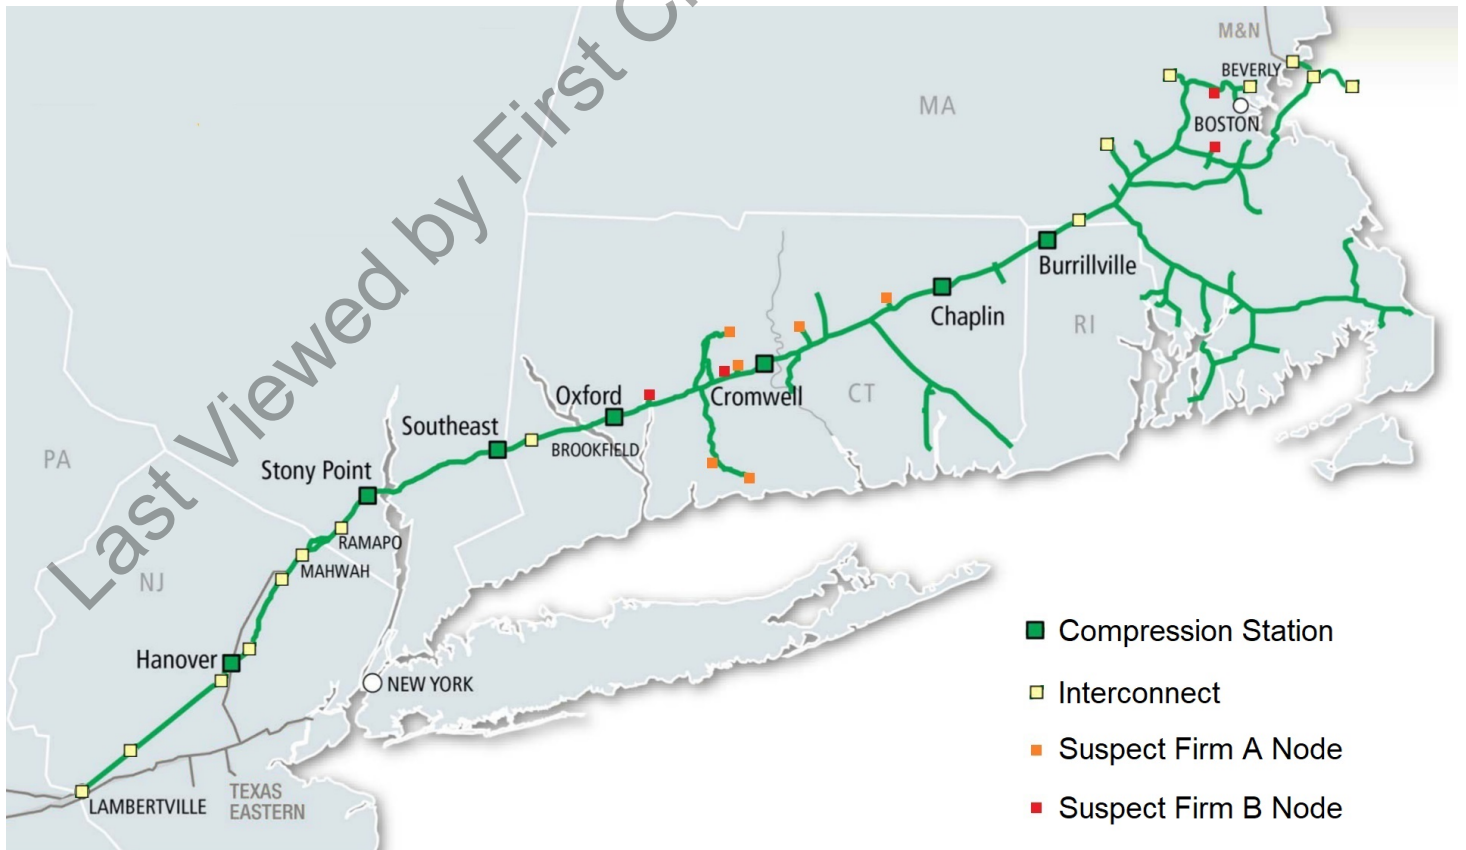 M&N
BEVERLY
MA
BOSTON
Burrillville
Chaplin
RI
Oxford
Cromwell
CT
Southeast
BROOKFIELD
PA
Stony Point
RAMAPO
MAHWAH
NJ
Hanover
NEW YORK
LAMBERTVILLE
TEXAS
EASTERN
Compression Station
Interconnect
Suspect Firm A Node
Suspect Firm B Node
Last Viewed by First C